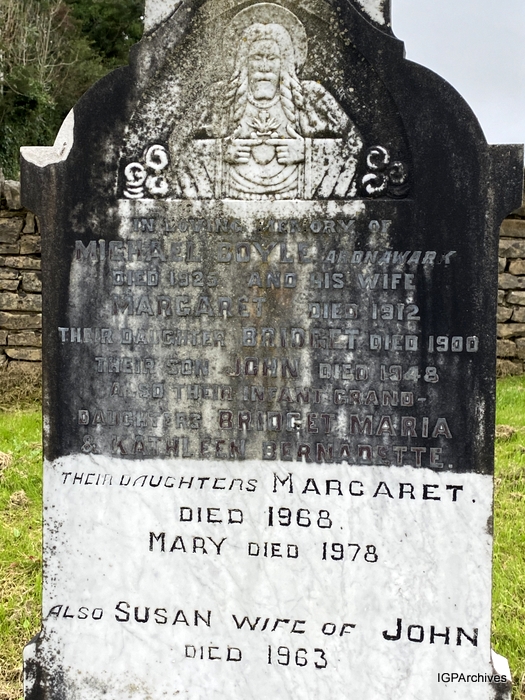 IN LOVING MEMORY OF
MICHAEL BOYLE ARDNAWARK
DIED 1925 AND HIS WIFE
MARGARET DIED 1912
THEIR DAUGHTER BRIDGET DIED 1900
THEIR SON JOHN DIED 1948
ALSO THEIR INFANT GRAND-
DAUGHTERS BRIDGET MARIA
& KATHLEEN BERNADETTE.
THEIR DAUGHTERS MARGARET.
DIED 1968.
MARY DIED 1978
ALSO SUSAN WIFE OF JOHN
DIED 1963
IGPArchives